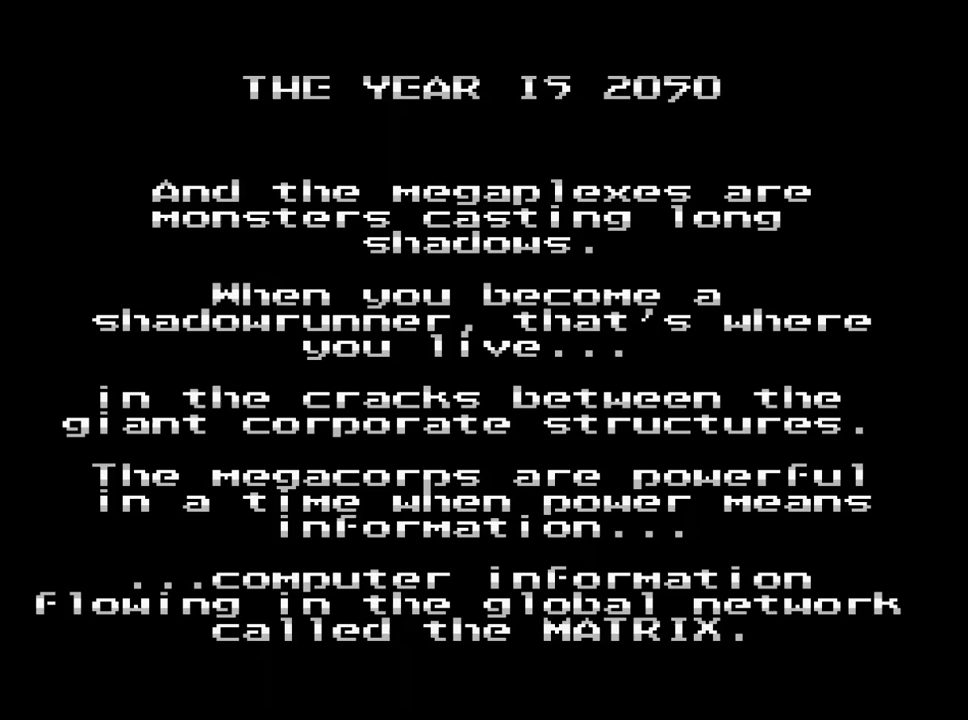 THE YEAR IS 2050
And the megaplexes are
monsters casting long
shadows.
When you become a
shadowrunner, that's where
you live...
in the cracks between the
giant corporate structures.
The megacorps are powerful
in a time when power means
information...
...computer information
flowing in the global network
called the MATRIX.